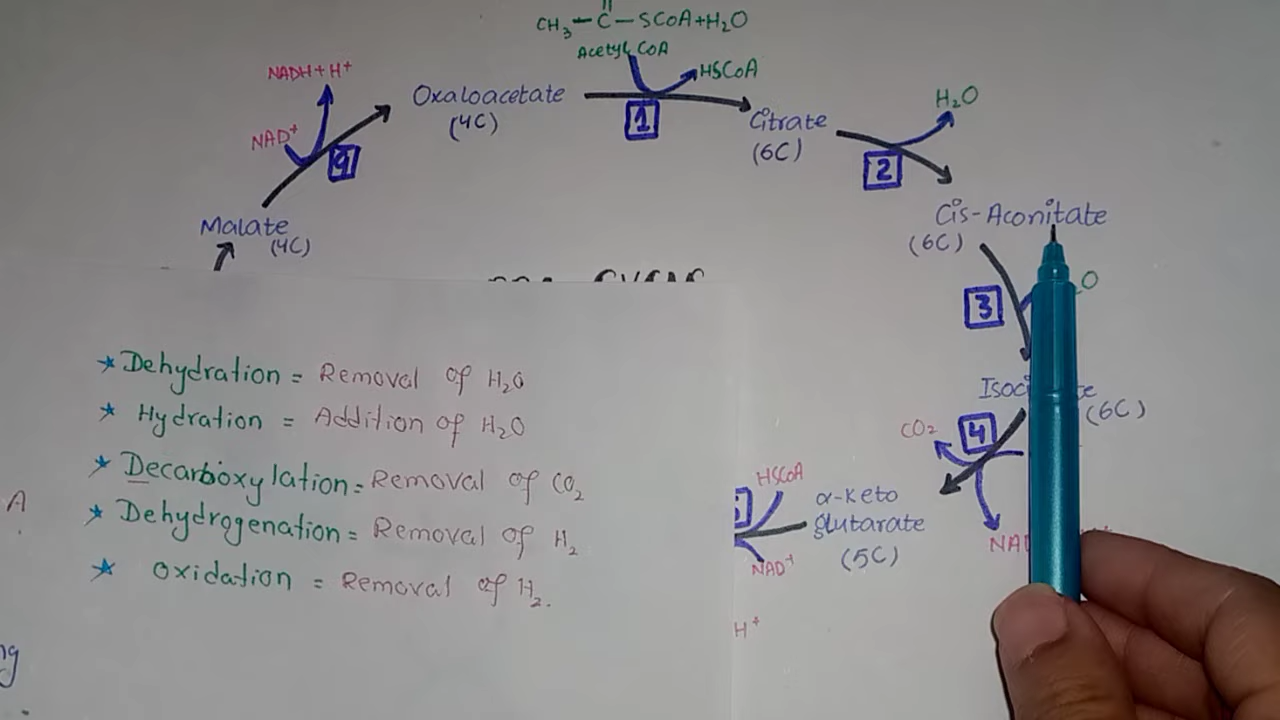 CH₃—C—SCoA+H₂O
Acetyl CoA
HSCoA
NADH+H⁺
NAD⁺
9
Oxaloacetate
(4C)
1
Citrate
(6C)
H₂O
2
Cis-Aconitate
(6C)
Malate
(4C)
3
O
(6C)
CO₂
4
HSCoA
α-Keto
glutarate
(5C)
NAD⁺
H⁺
A
* Dehydration = Removal of H₂O
* Hydration = Addition of H₂O
* Decarboxylation = Removal of CO₂
* Dehydrogenation = Removal of H₂
* Oxidation = Removal of H₂.